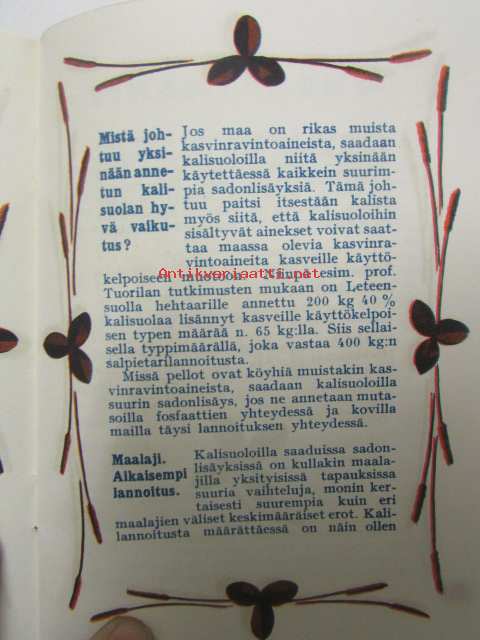 Mistä joh-
tuu yksi-
nään anne-
tun kali-
suolan hy-
vä vaiku-
tus?
Jos maa on rikas muista
kasvinravintoaineista, saadaan
kalisuoloilla niitä yksinään
käytettäessä kaikkein suurim-
pia sadonlisäyksiä. Tämä joh-
tuu paitsi itsestään kalista
myös siitä, että kalisuoloihin
sisältyvät ainekset voivat saat-
taa maassa olevia kasvinra-
vintoaineita kasveille käyttö-
kelpoiseen muotoon. Niinpä esim. prof.
Antikvariaatti.net
Tuorilan tutkimusten mukaan on Leteen-
suolla hehtaarille annettu 200 kg 40 %
kalisuolaa lisännyt kasveille käyttökelpoi-
sen typen määrää n. 65 kg:lla. Siis sellai-
sella typpimäärällä, joka vastaa 400 kg:n
salpietarilannoitusta.
Missä pellot ovat köyhiä muistakin kas-
vinravintoaineista, saadaan kalisuoloilla
suurin sadonlisäys, jos ne annetaan muta-
soilla fosfaattien yhteydessä ja kovilla
mailla täysi lannoituksen yhteydessä.
Maalaji.
Aikaisempi
lannoitus.
Kalisuoloilla saaduissa sadon-
lisäyksissä on kullakin maala-
jilla yksityisissä tapauksissa
suuria vaihteluja, monin ker-
taisesti suurempia kuin eri
maalajien väliset keskimääräiset erot. Kali-
lannoitusta määrättäessä on näin ollen